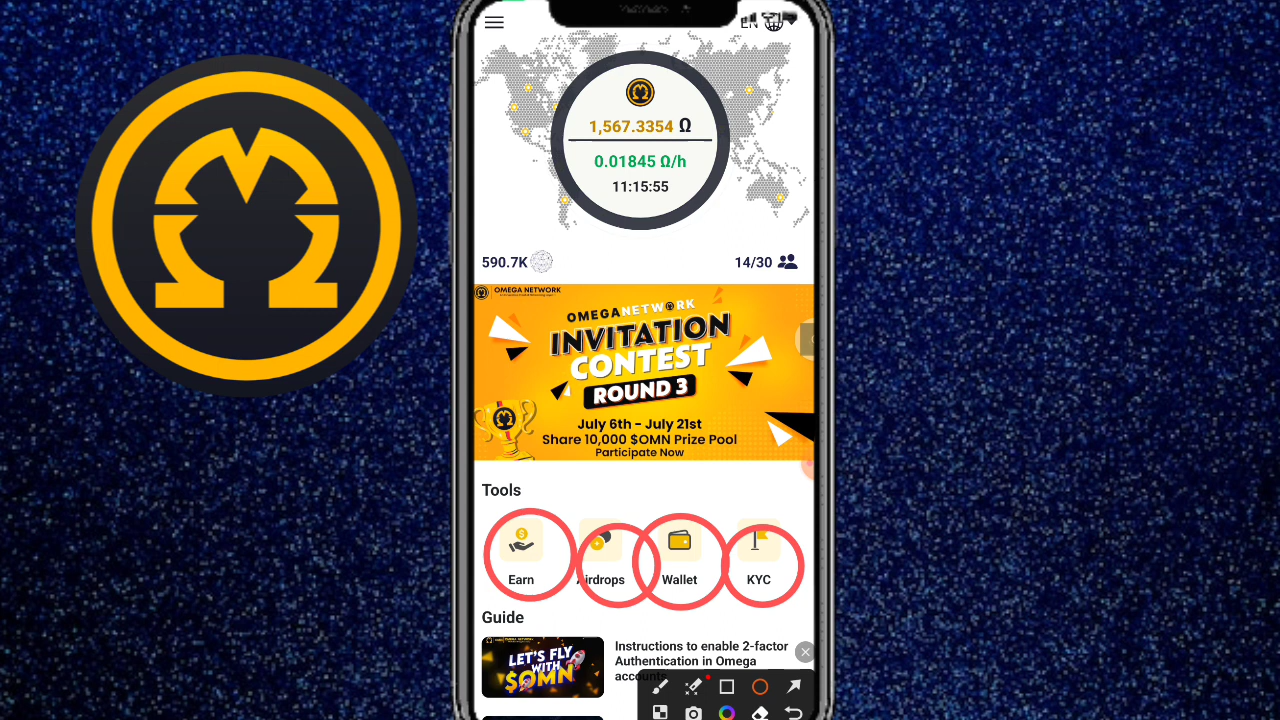 EN
1,567.3354 Ω
0.01845 Ω/h
11:15:55
590.7K
14/30
OMEGA NETWORK
OMEGANETWORK
INVITATION
CONTEST
ROUND 3
July 6th - July 21st
Share 10,000 $OMN Prize Pool
Participate Now
Tools
Earn
Airdrops
Wallet
KYC
Guide
OMEGA NETWORK
LET'S FLY
WITH
$OMN
Instructions to enable 2-factor
Authentication in Omega
accounts